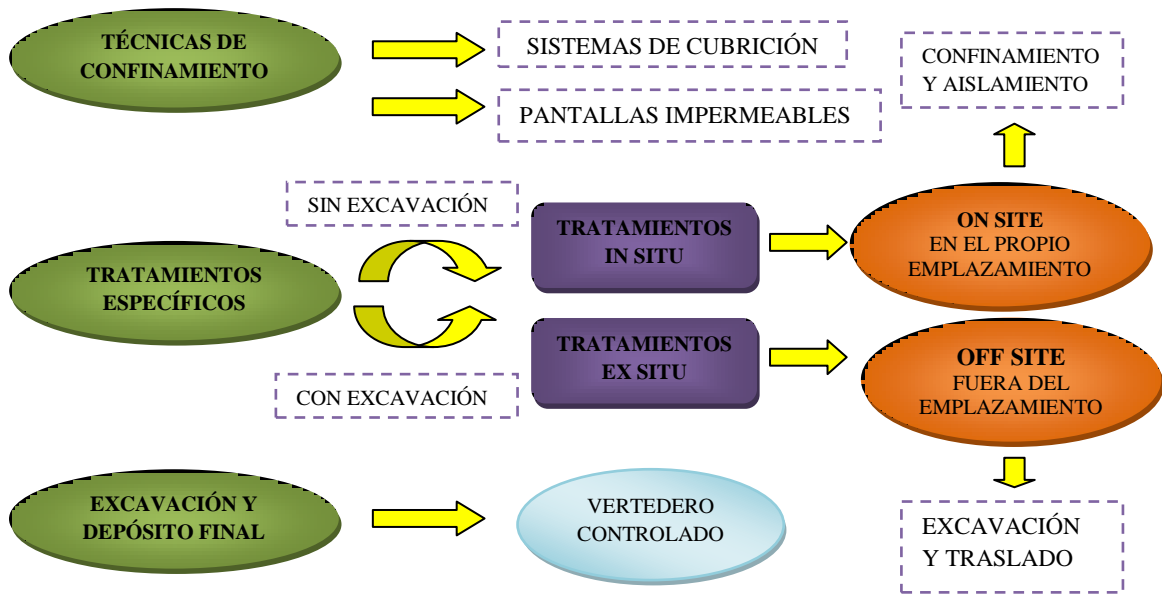 TÉCNICAS DE
CONFINAMIENTO
SISTEMAS DE CUBRICIÓN
PANTALLAS IMPERMEABLES
CONFINAMIENTO
Y AISLAMIENTO
SIN EXCAVACIÓN
TRATAMIENTOS
ESPECÍFICOS
CON EXCAVACIÓN
TRATAMIENTOS
IN SITU
TRATAMIENTOS
EX SITU
ON SITE
EN EL PROPIO
EMPLAZAMIENTO
OFF SITE
FUERA DEL
EMPLAZAMIENTO
EXCAVACIÓN Y
DEPÓSITO FINAL
VERTEDERO
CONTROLADO
EXCAVACIÓN
Y TRASLADO